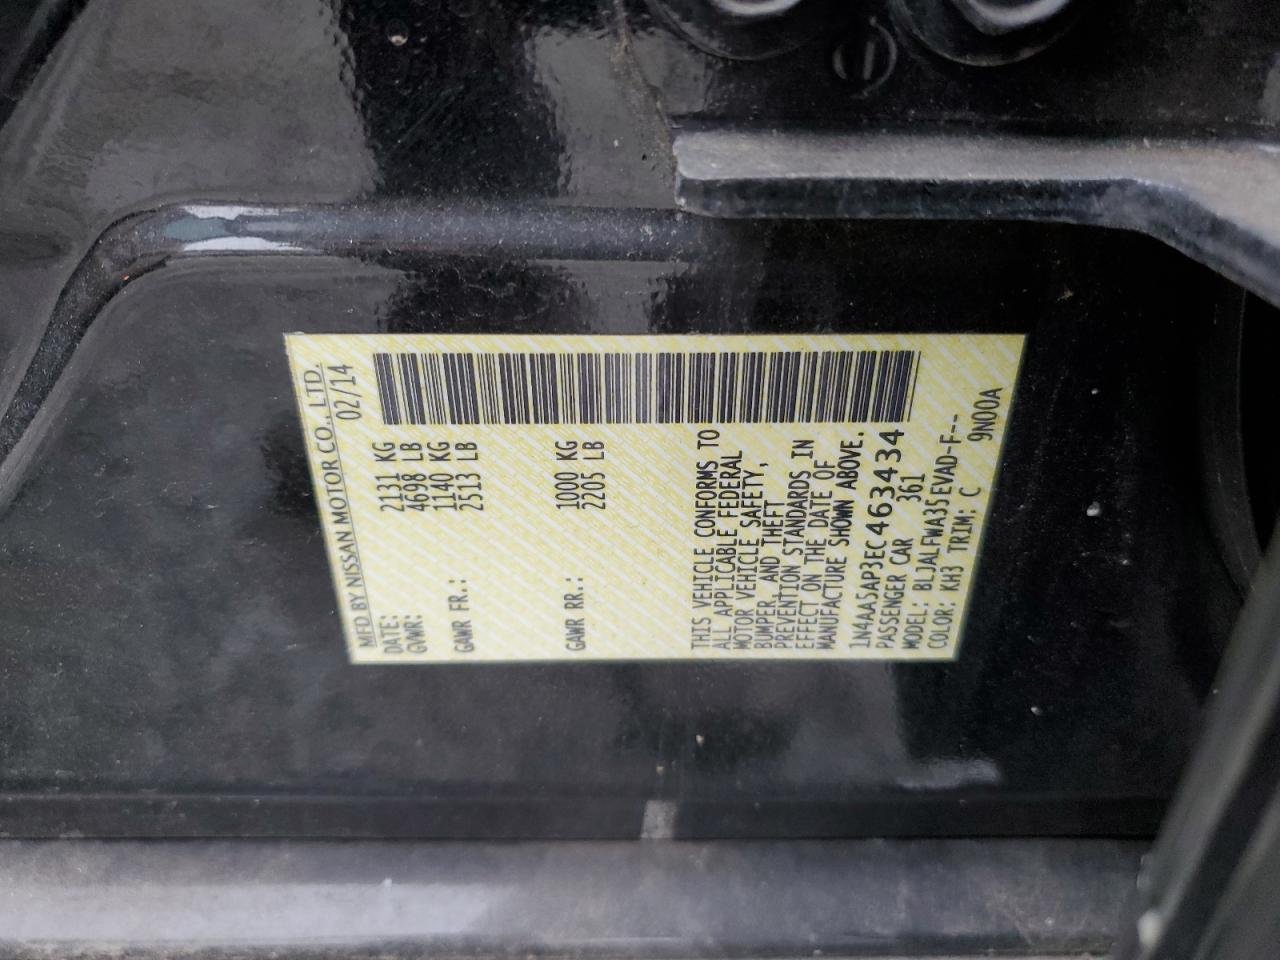 MFD BY NISSAN MOTOR CO., LTD.
DATE: 02/14
GVWR: 2131 KG
4698 LB
GAWR FR.: 1140 KG
2513 LB
GAWR RR.: 1000 KG
2205 LB
THIS VEHICLE CONFORMS TO
ALL APPLICABLE FEDERAL
MOTOR VEHICLE SAFETY,
BUMPER, AND THEFT
PREVENTION STANDARDS IN
EFFECT ON THE DATE OF
MANUFACTURE SHOWN ABOVE.
1N4AA5AP3EC463434
PASSENGER CAR 361
MODEL: BLJALFWA35EVAD-F--
COLOR: KH3 TRIM: C 9N00A